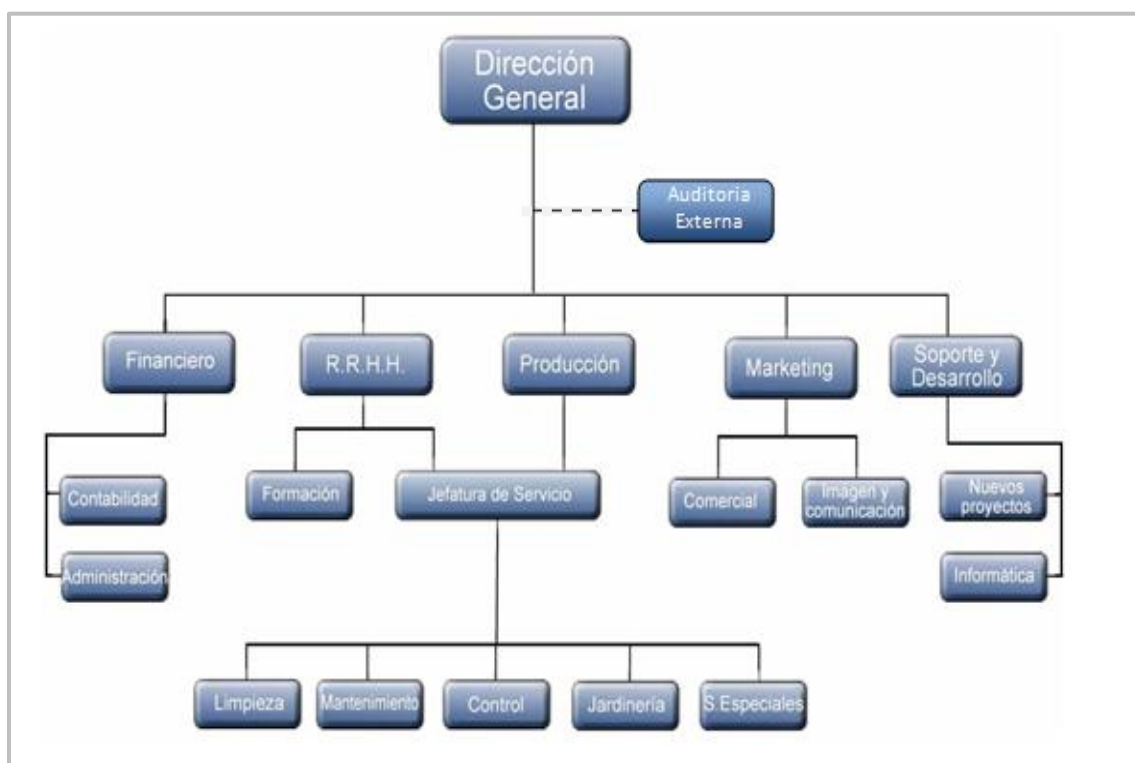 Dirección
General
Auditoria
Externa
Financiero
R.R.H.H.
Producción
Marketing
Soporte y
Desarrollo
Contabilidad
Administración
Formación
Jefatura de Servicio
Comercial
Imagen y
comunicación
Nuevos
proyectos
Informática
Limpieza
Mantenimiento
Control
Jardinería
S.Especiales